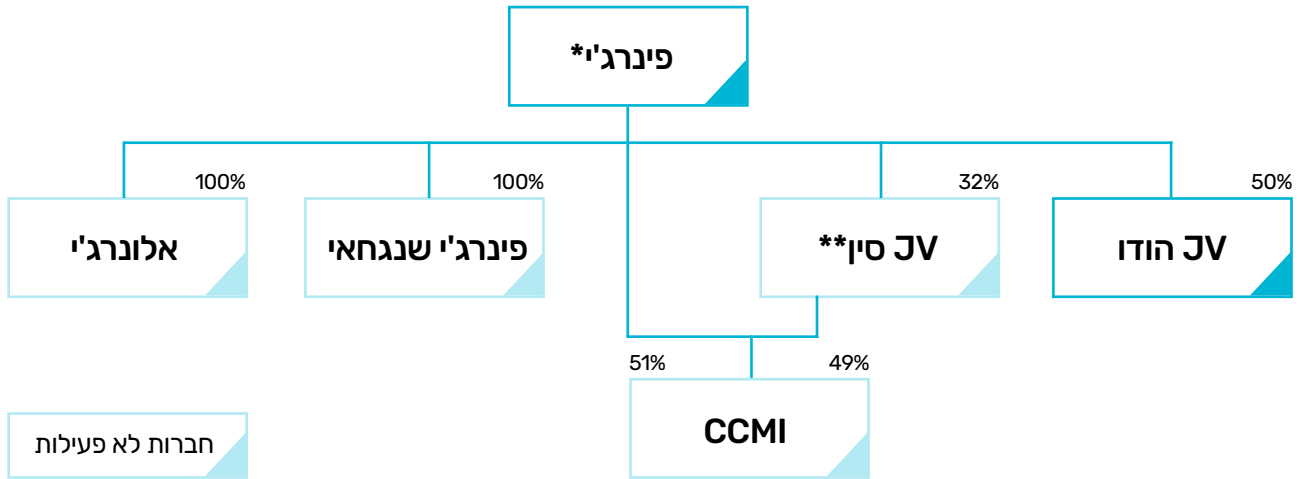 פינרג'י*
100%
100%
32%
50%
אלונרג'י
פינרג'י שנגחאי
JV סין**
JV הודו
51%
49%
CCMI
חברות לא פעילות